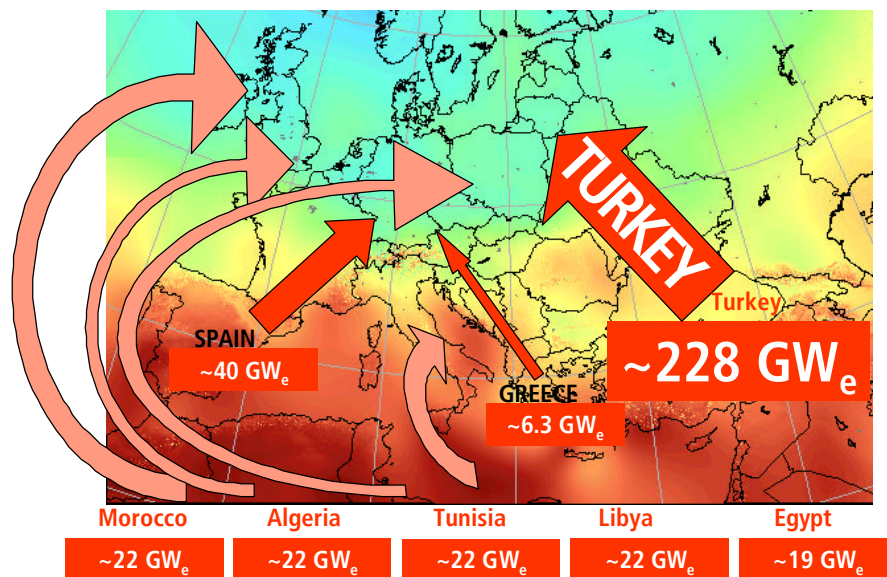 TURKEY
Turkey
~228 GWₑ
SPAIN
~40 GWₑ
GREECE
~6.3 GWₑ
Morocco Algeria Tunisia Libya Egypt
~22 GWₑ ~22 GWₑ ~22 GWₑ ~22 GWₑ ~19 GWₑ